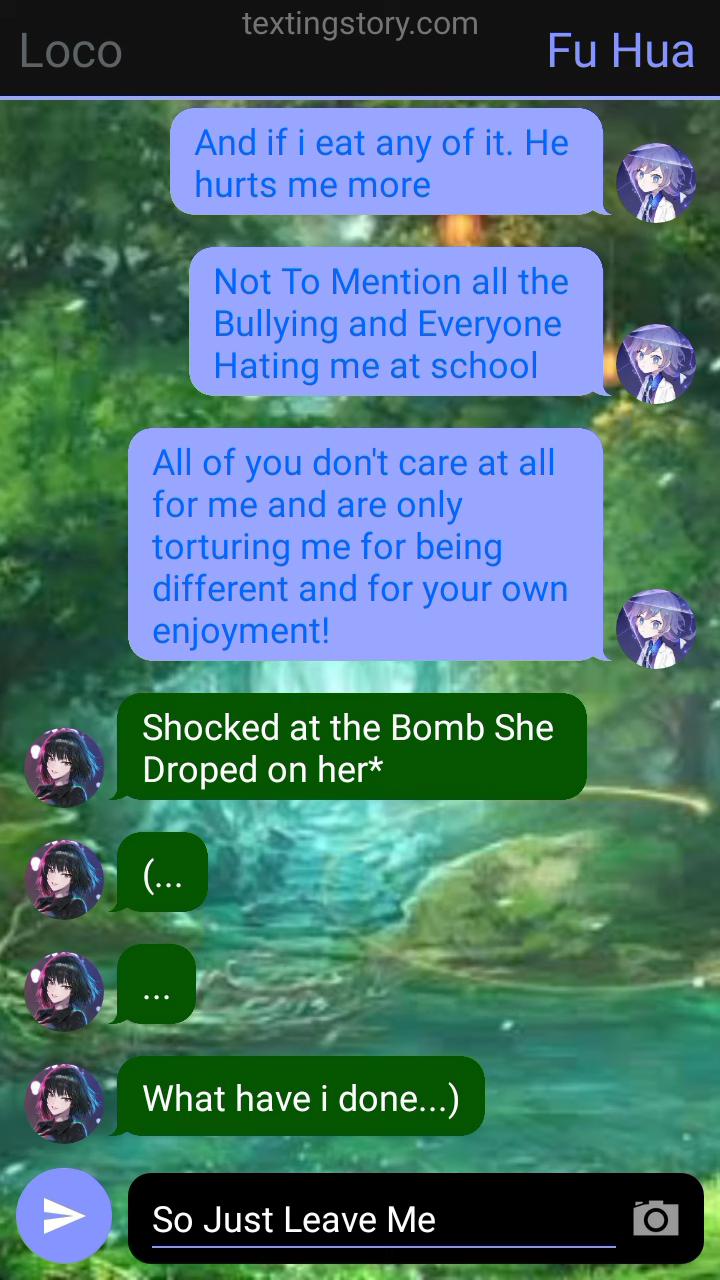 textingstory.com
Loco
Fu Hua
And if i eat any of it. He
hurts me more
Not To Mention all the
Bullying and Everyone
Hating me at school
All of you don't care at all
for me and are only
torturing me for being
different and for your own
enjoyment!
Shocked at the Bomb She
Droped on her*
(...
...
What have i done...)
So Just Leave Me